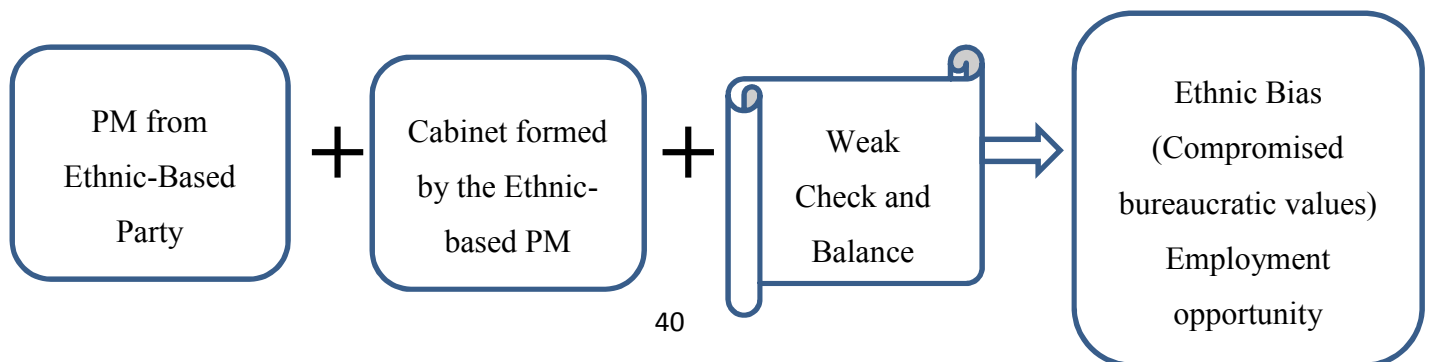 PM from
Ethnic-Based
Party
+
Cabinet formed
by the Ethnic-
based PM
+
Weak
Check and
Balance
Ethnic Bias
(Compromised
bureaucratic values)
Employment
opportunity
40